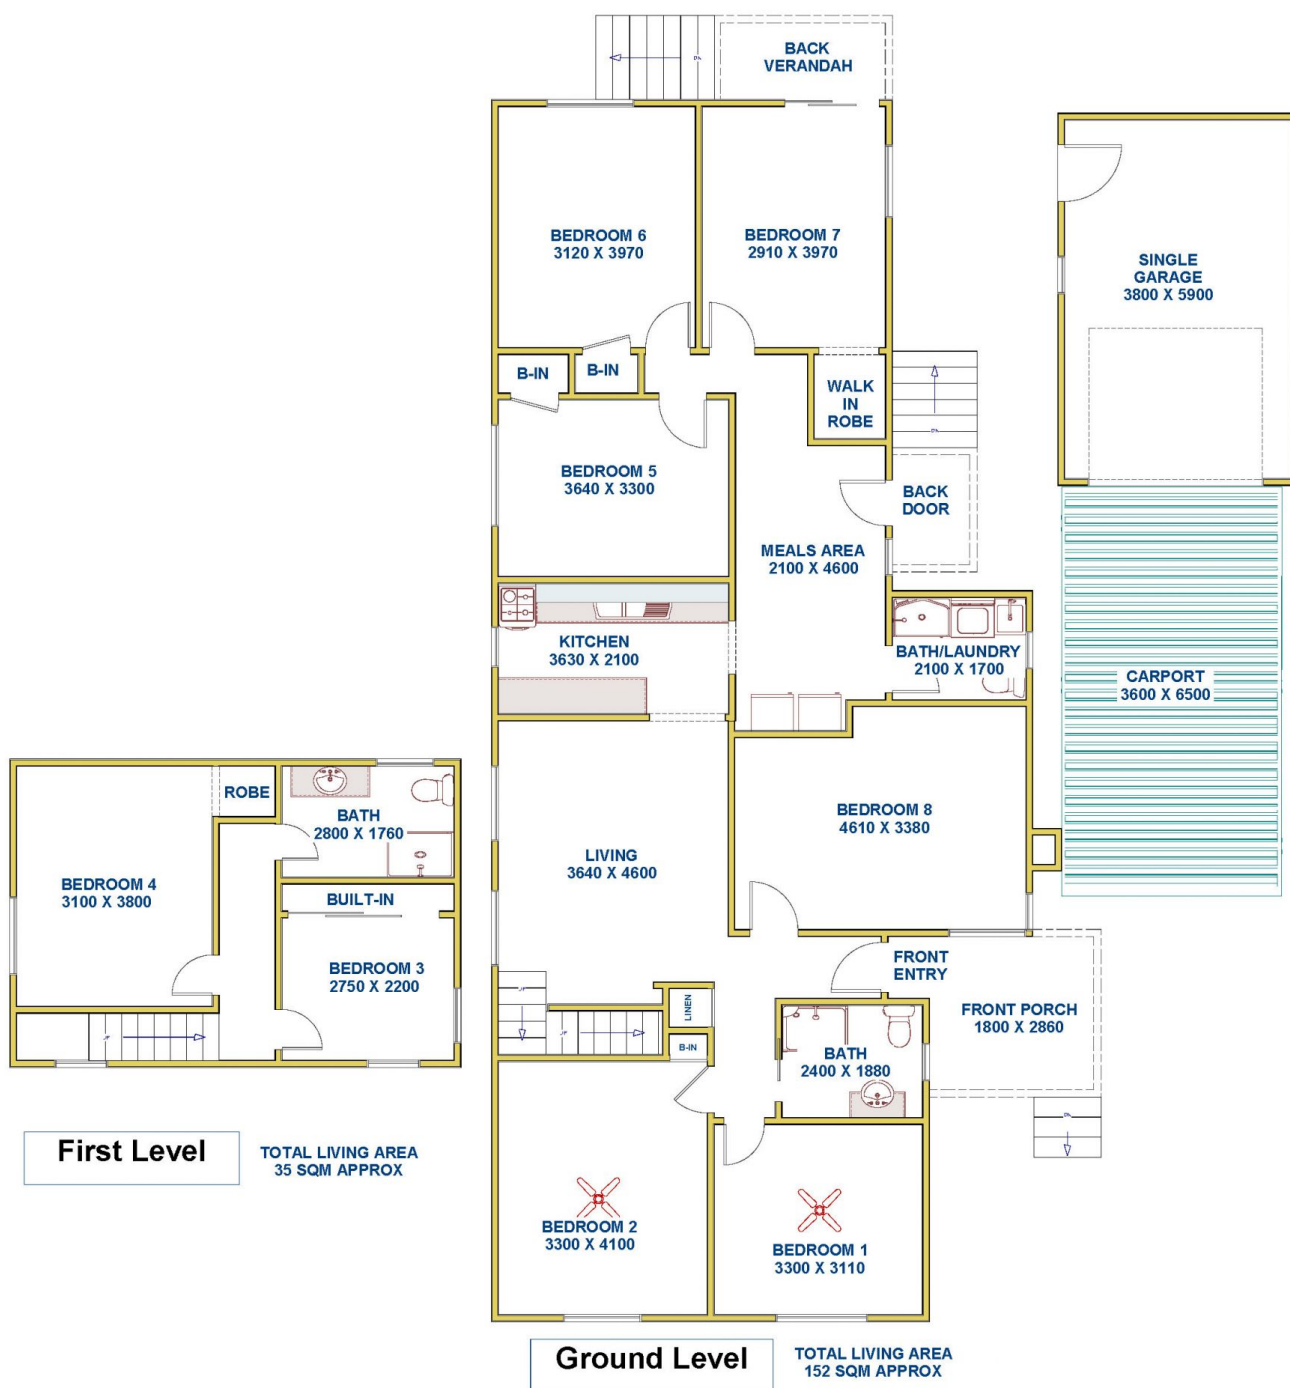 BACK
VERANDAH
BEDROOM 6
3120 X 3970
BEDROOM 7
2910 X 3970
SINGLE
GARAGE
3800 X 5900
B-IN
B-IN
WALK
IN
ROBE
BEDROOM 5
3640 X 3300
BACK
DOOR
MEALS AREA
2100 X 4600
KITCHEN
3630 X 2100
BATH/LAUNDRY
2100 X 1700
CARPORT
3600 X 6500
ROBE
BATH
2800 X 1760
BEDROOM 8
4610 X 3380
LIVING
3640 X 4600
BEDROOM 4
3100 X 3800
BUILT-IN
BEDROOM 3
2750 X 2200
FRONT
ENTRY
LINEN
FRONT PORCH
1800 X 2860
B-IN
BATH
2400 X 1880
First Level
TOTAL LIVING AREA
35 SQM APPROX
BEDROOM 2
3300 X 4100
BEDROOM 1
3300 X 3110
Ground Level
TOTAL LIVING AREA
152 SQM APPROX